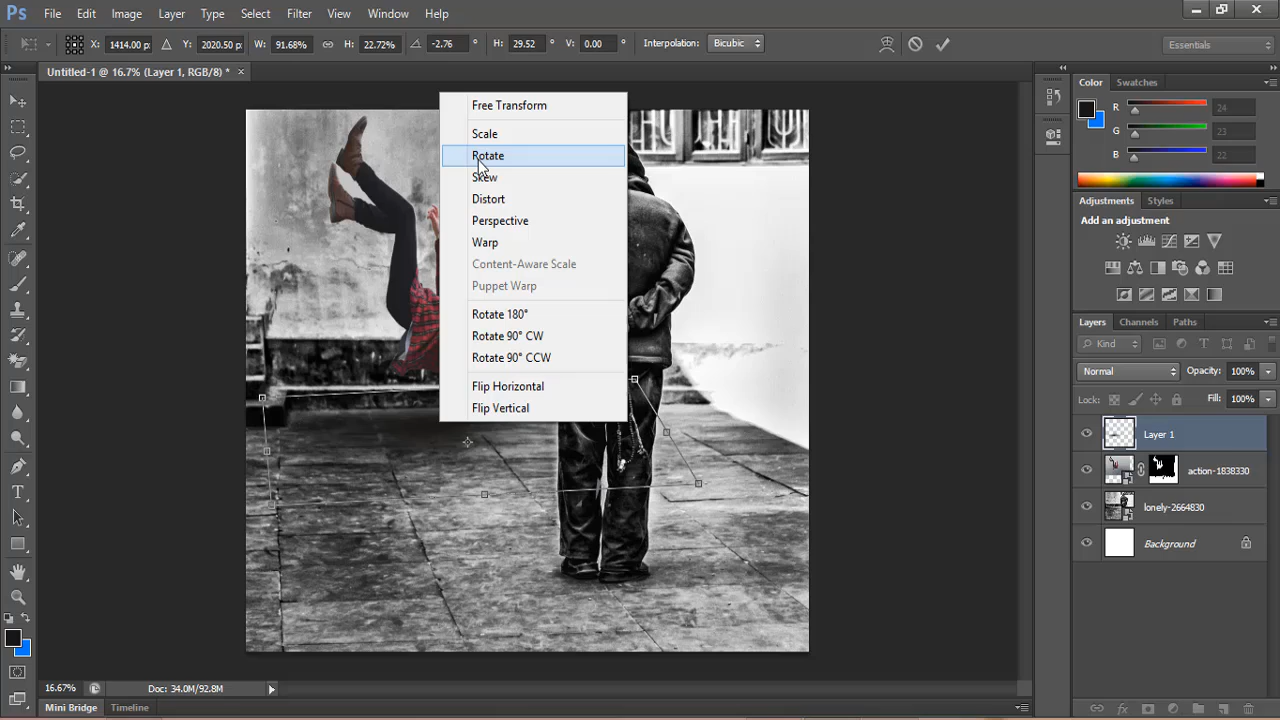 Ps File Edit Image Layer Type Select Filter View Window Help
X: 1414.00 p Y: 2020.50 p W: 91.68% H: 22.72% -2.76 ° H: 29.52 ° V: 0.00 ° Interpolation: Bicubic Essentials
Untitled-1 @ 16.7% (Layer 1, RGB/8) * ×
Free Transform
Scale
Rotate
Skew
Distort
Perspective
Warp
Content-Aware Scale
Puppet Warp
Rotate 180°
Rotate 90° CW
Rotate 90° CCW
Flip Horizontal
Flip Vertical
Color Swatches
R 24
G 23
B 22
Adjustments Styles
Add an adjustment
Layers Channels Paths
Kind
Normal Opacity: 100%
Lock: Fill: 100%
Layer 1
action-1838330
lonely-2664830
Background
16.67% Doc: 34.0M/92.8M
Mini Bridge Timeline